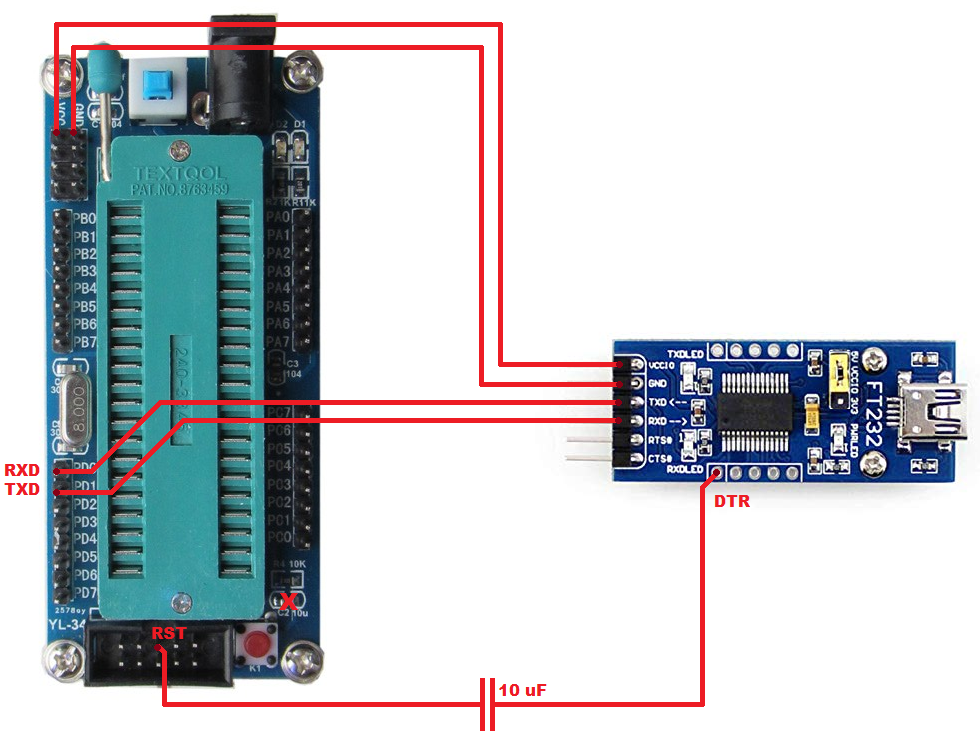 VCC GND
D2 D1
TEXTOOL
PAT.NO.8763459
R21K R11K
PB0
PB1
PB2
PB3
PB4
PB5
PB6
PB7
PA0
PA1
PA2
PA3
PA4
PA5
PA6
PA7
C3
104
8.000
PC7
PC6
PC5
PC4
PC3
PC2
PC1
PC0
RXD
TXD
PD0
PD1
PD2
PD3
PD4
PD5
PD6
PD7
R4 10K
X
C2 10u
YL-34
RST
K1
TXDLED
VCCIO
GND
TXD<--
RXD -->
RTS#
CTS#
RXDLED
5V VCCIO 3V3
PWRLED
FT232
DTR
10 uF